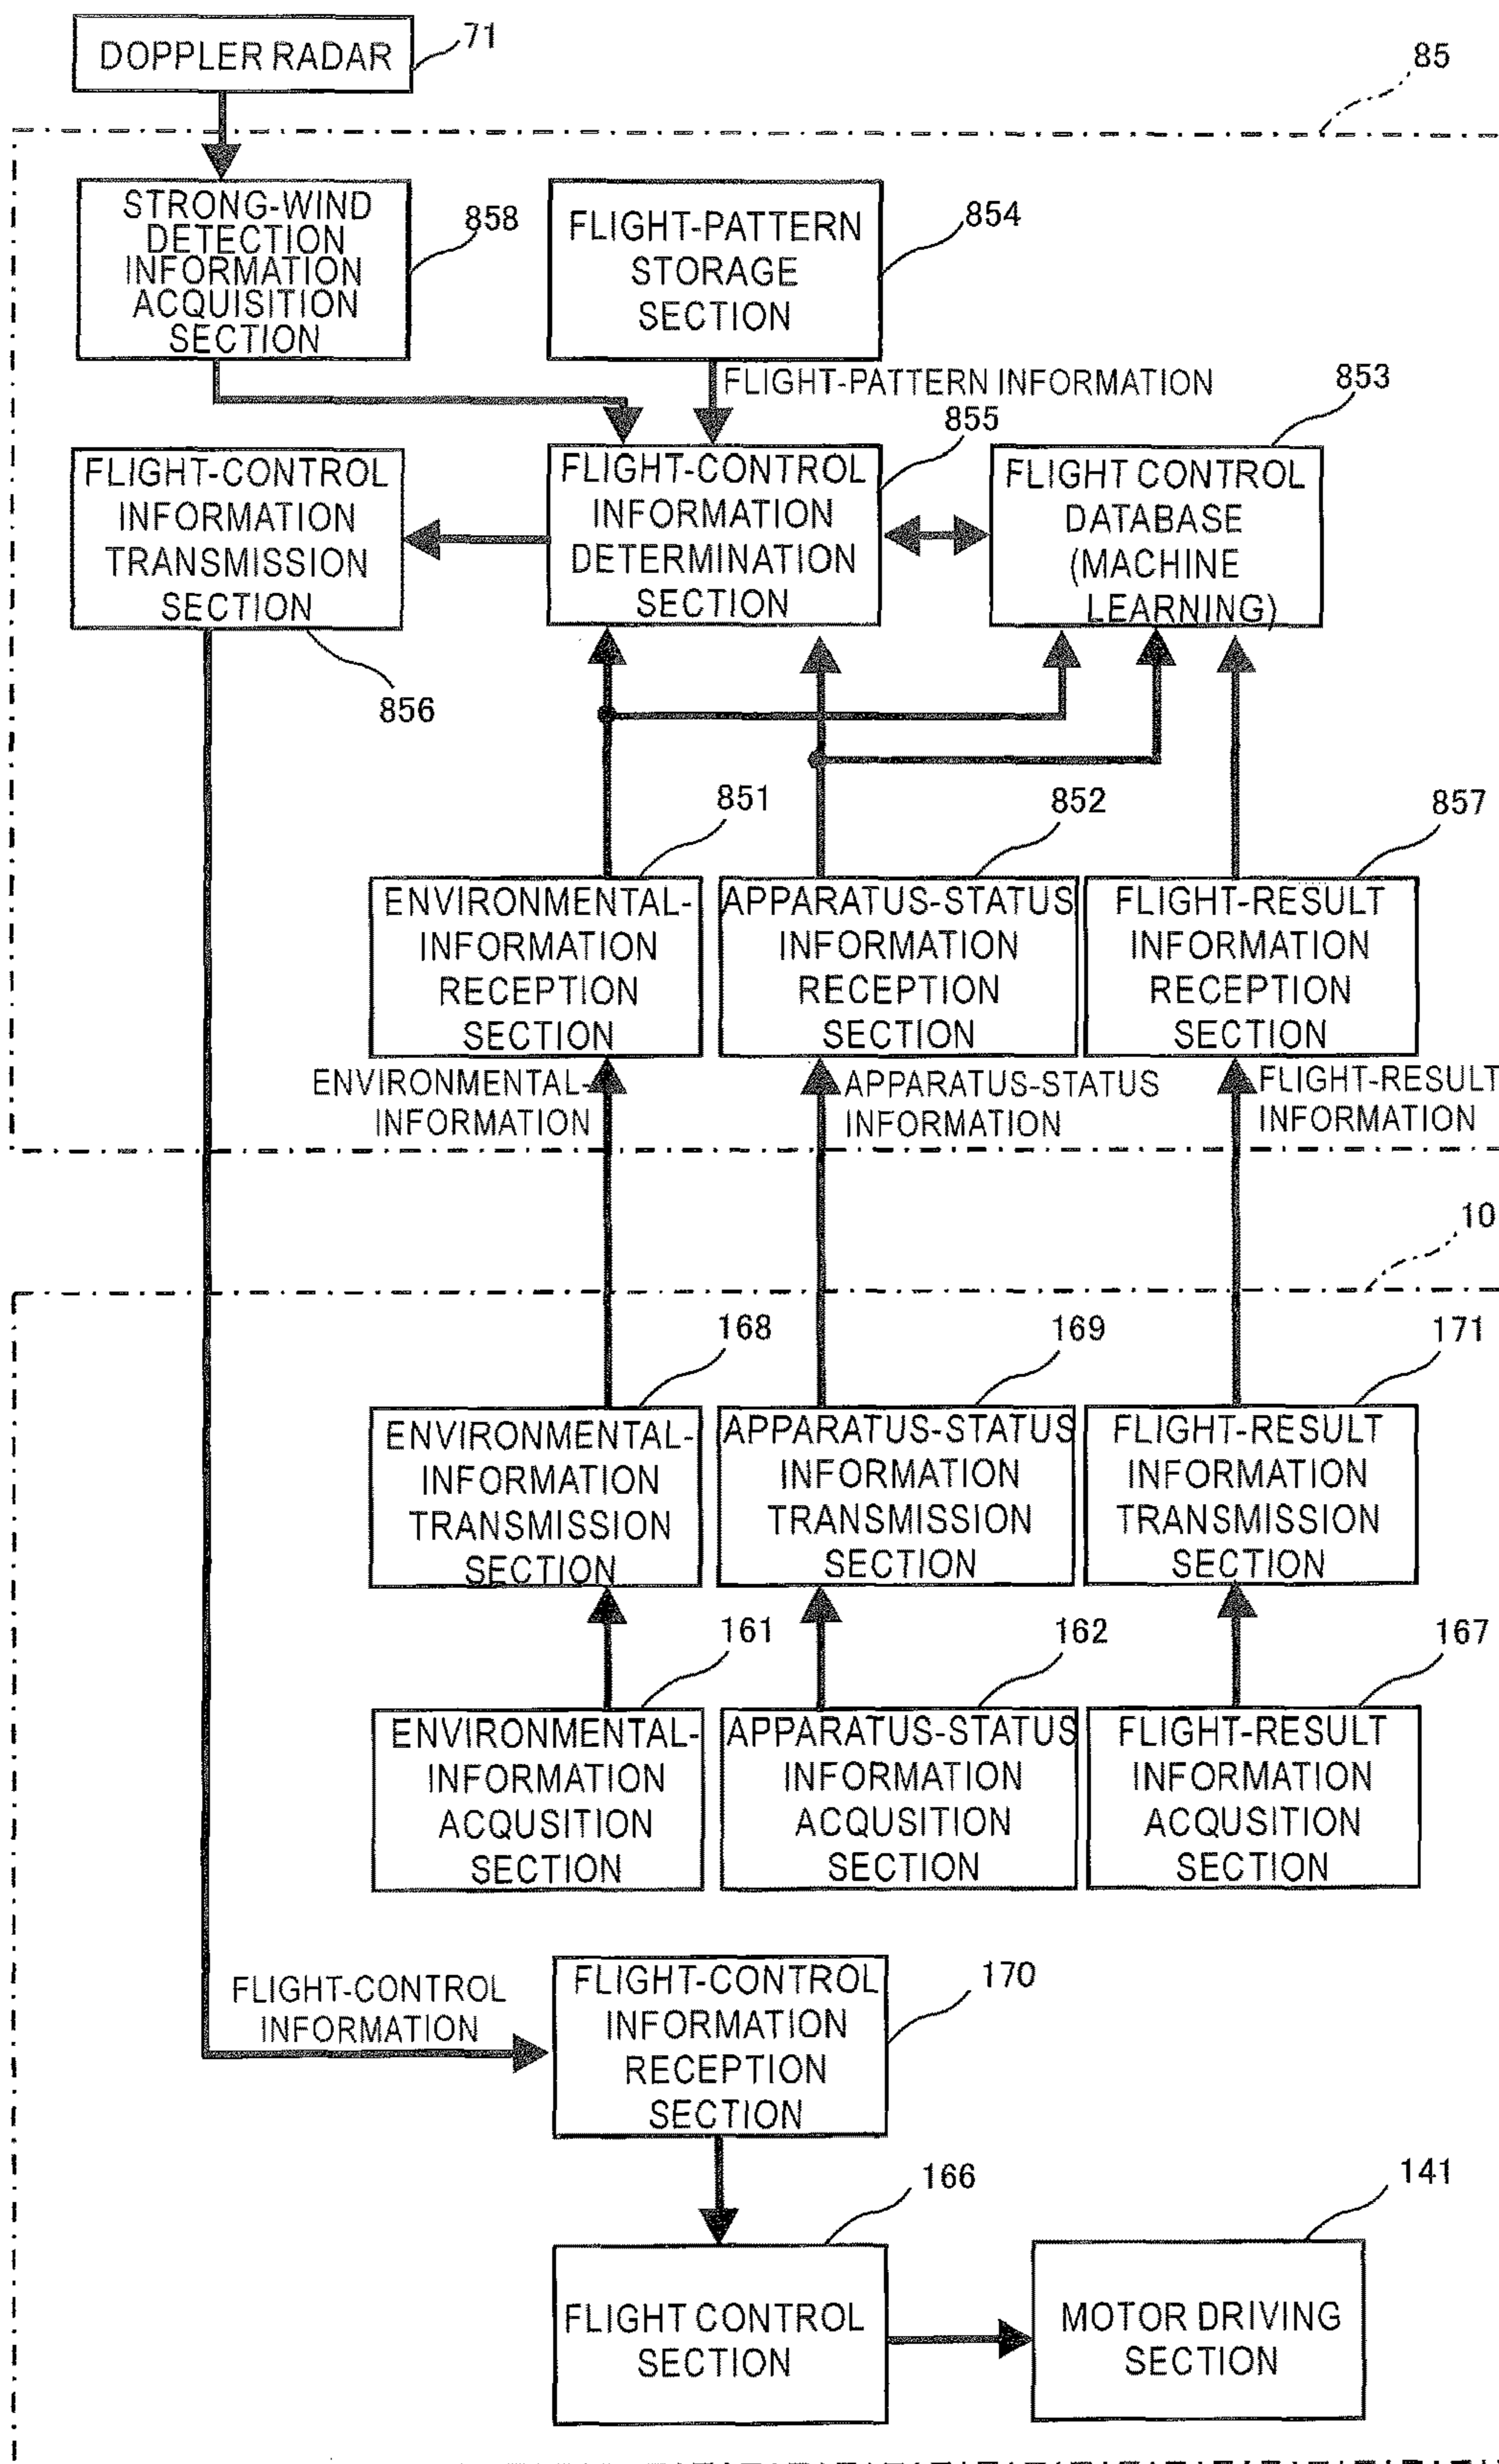 DOPPLER RADAR
71
85
STRONG-WIND
DETECTION
INFORMATION
ACQUISITION
SECTION
858
FLIGHT-PATTERN
STORAGE
SECTION
854
FLIGHT-PATTERN INFORMATION
853
855
FLIGHT-CONTROL
INFORMATION
TRANSMISSION
SECTION
856
FLIGHT-CONTROL
INFORMATION
DETERMINATION
SECTION
FLIGHT CONTROL
DATABASE
(MACHINE
LEARNING)
851
852
857
ENVIRONMENTAL-
INFORMATION
RECEPTION
SECTION
APPARATUS-STATUS
INFORMATION
RECEPTION
SECTION
FLIGHT-RESULT
INFORMATION
RECEPTION
SECTION
ENVIRONMENTAL-
INFORMATION
APPARATUS-STATUS
INFORMATION
FLIGHT-RESULT
INFORMATION
10
168
169
171
ENVIRONMENTAL-
INFORMATION
TRANSMISSION
SECTION
APPARATUS-STATUS
INFORMATION
TRANSMISSION
SECTION
FLIGHT-RESULT
INFORMATION
TRANSMISSION
SECTION
161
162
167
ENVIRONMENTAL-
INFORMATION
ACQUSITION
SECTION
APPARATUS-STATUS
INFORMATION
ACQUSITION
SECTION
FLIGHT-RESULT
INFORMATION
ACQUSITION
SECTION
FLIGHT-CONTROL
INFORMATION
FLIGHT-CONTROL
INFORMATION
RECEPTION
SECTION
170
166
141
FLIGHT CONTROL
SECTION
MOTOR DRIVING
SECTION